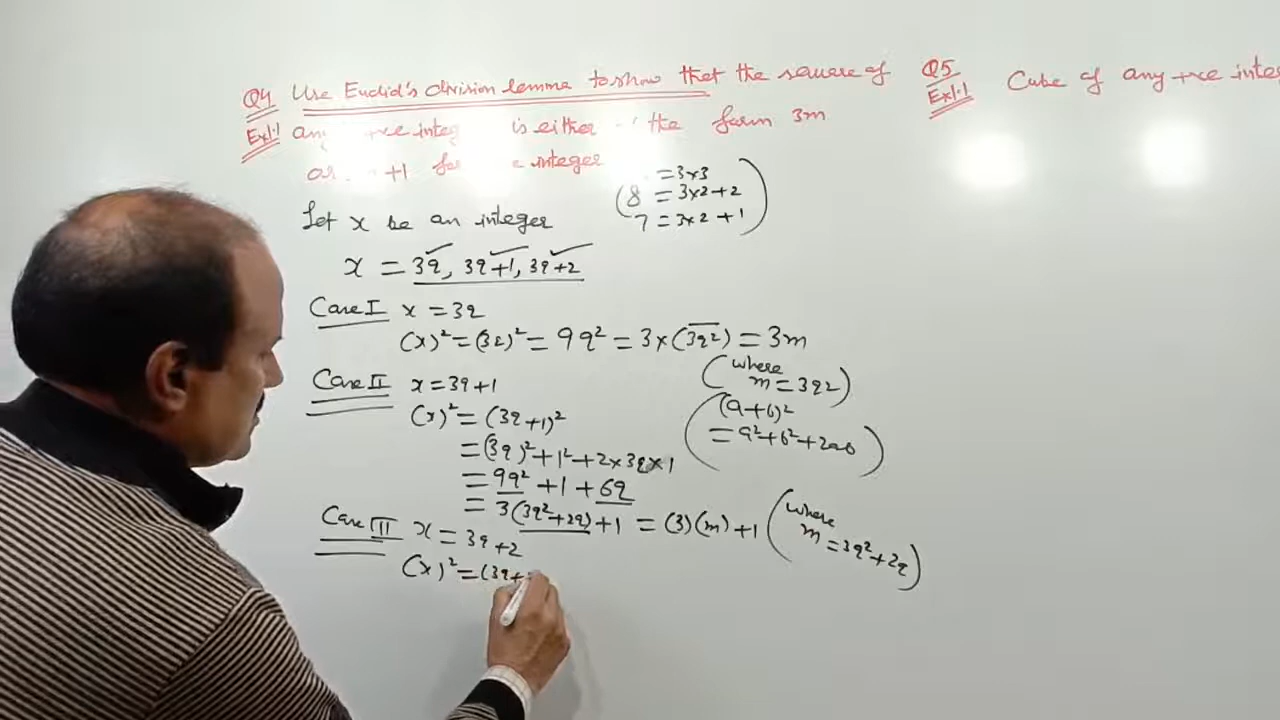 Q4 Use Euclid's division lemma to show that the square of
Ex1.1 any +ve integ is either the form 3m
or +1 for integer
Let x be an integer
= 3×3
8 = 3×2+2
7 = 3×2 + 1
x = 3q, 3q+1, 3q+2
Case I x = 3q
(x)² = (3q)² = 9q² = 3×(3q²) = 3m
(where
m = 3q2)
Case II x = 3q+1
(x)² = (3q+1)²
= (3q)² + 1² + 2×3q×1
= 9q² + 1 + 6q
= 3(3q²+2q)+1 = (3)(m)+1
(a+b)²
= a²+b²+2ab
(where
m = 3q²+2q)
Case III x = 3q+2
(x)² = (3q+
Q5 Cube of any +ve inte
Ex1.1